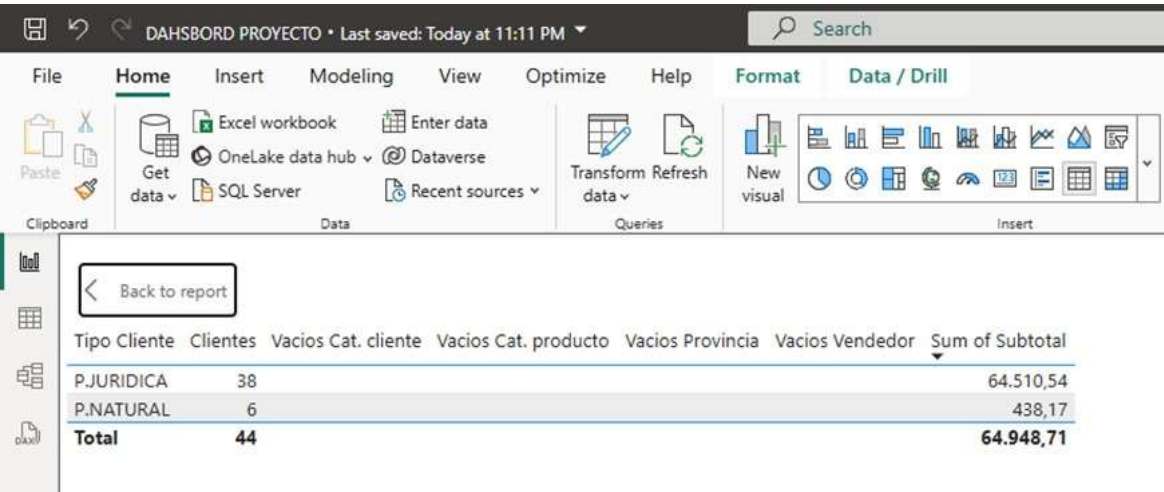 DAHSBORD PROYECTO • Last saved: Today at 11:11 PM
Search
File Home Insert Modeling View Optimize Help Format Data / Drill
Paste
Get data
Excel workbook
OneLake data hub
SQL Server
Enter data
Dataverse
Recent sources
Transform data
Refresh
New visual
123
Clipboard Data Queries Insert
DAX
Back to report
Tipo Cliente Clientes Vacios Cat. cliente Vacios Cat. producto Vacios Provincia Vacios Vendedor Sum of Subtotal
P.JURIDICA 38 64.510,54
P.NATURAL 6 438,17
Total 44 64.948,71